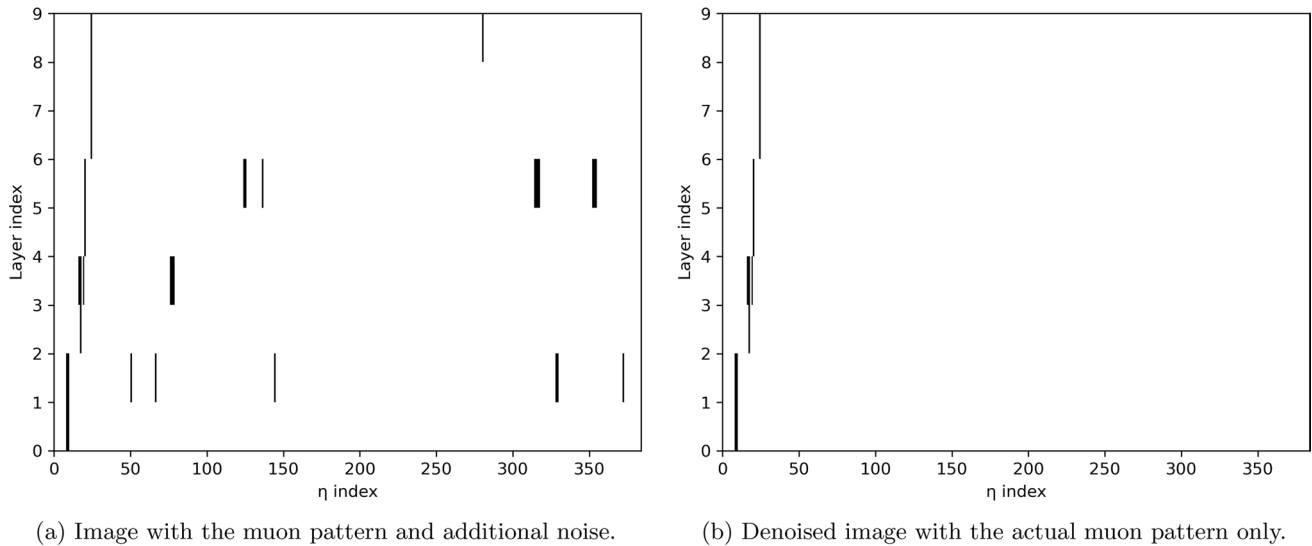 9
8
7
6
5
4
3
2
1
0
Layer index
0 50 100 150 200 250 300 350
η index
(a) Image with the muon pattern and additional noise.
9
8
7
6
5
4
3
2
1
0
Layer index
0 50 100 150 200 250 300 350
η index
(b) Denoised image with the actual muon pattern only.